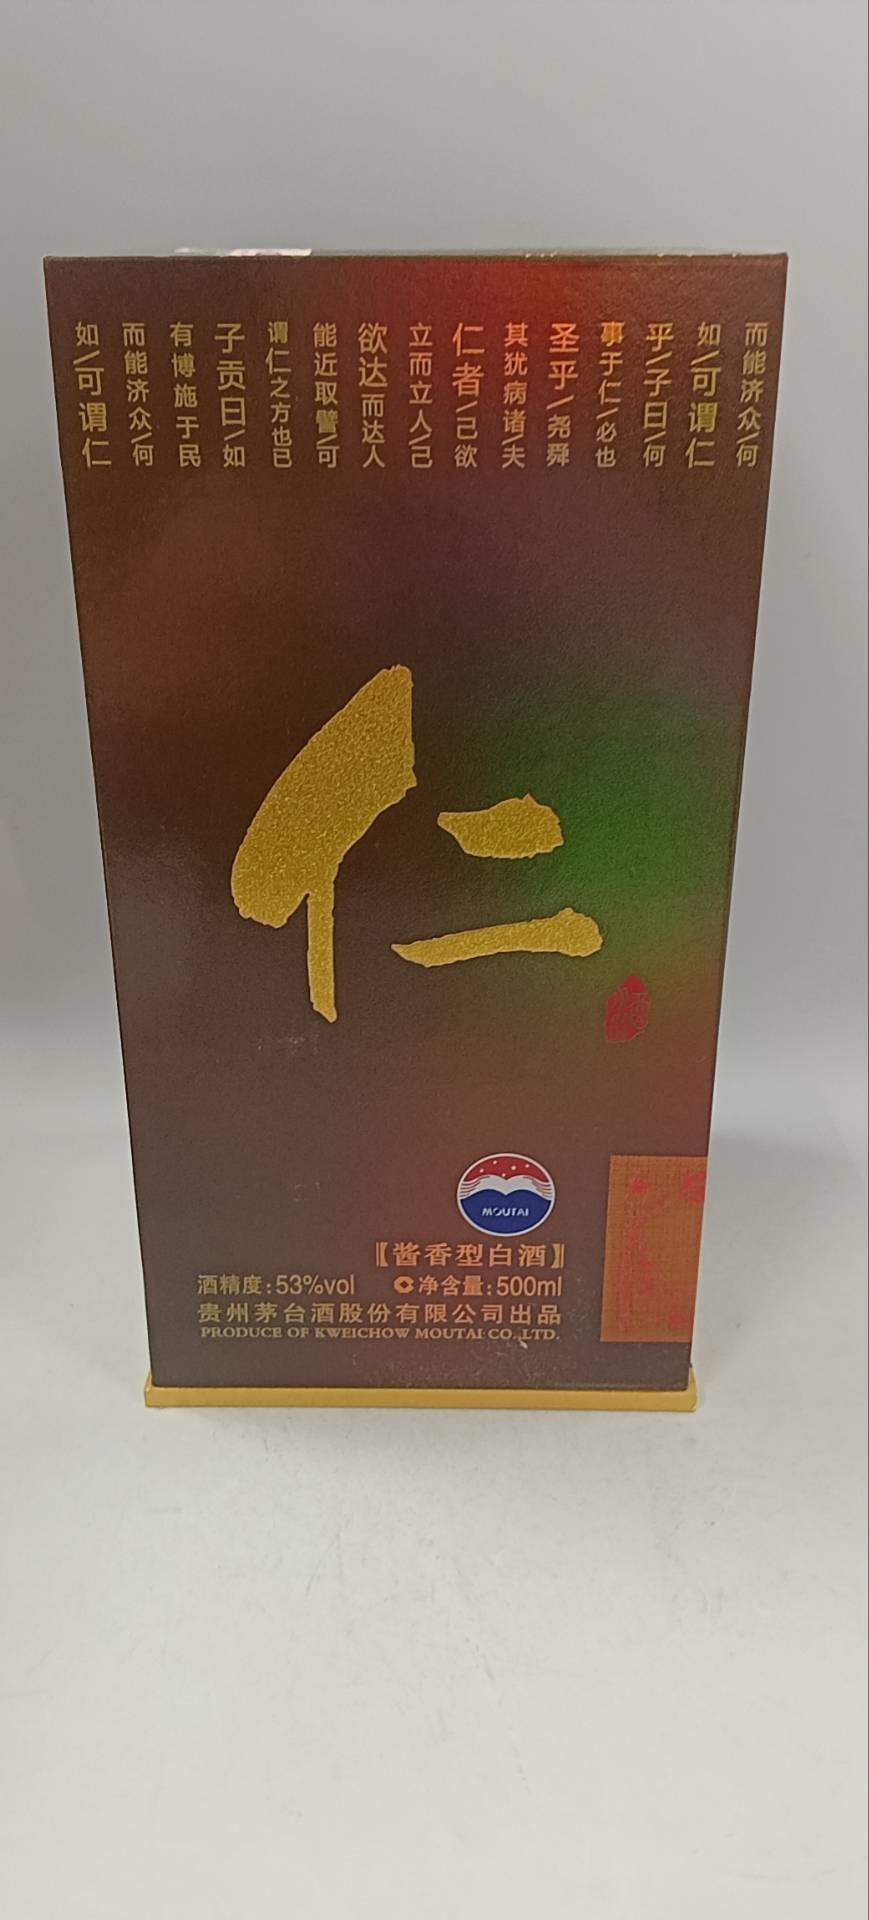 而能济众\何
如\可谓仁
乎/子曰\何
事于仁/必也
圣乎/尧舜
其犹病诸\夫
仁者\己欲
立而立人\己
欲达而达人
能近取譬\可
谓仁之方也已
子贡曰\如
有博施于民
而能济众\何
如\可谓仁
仁
酒
MOUTAI
【酱香型白酒】
酒精度:53%vol 净含量:500ml
贵州茅台酒股份有限公司出品
PRODUCE OF KWEICHOW MOUTAI CO.,LTD.